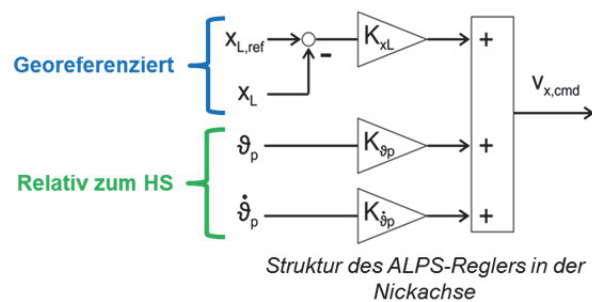 Georeferenziert
x_L,ref
x_L
-
K_xL
+
v_x,cmd
Relativ zum HS
ϑ_p
K_ϑp
+
ϑ̇_p
K_ϑ̇p
+
Struktur des ALPS-Reglers in der
Nickachse